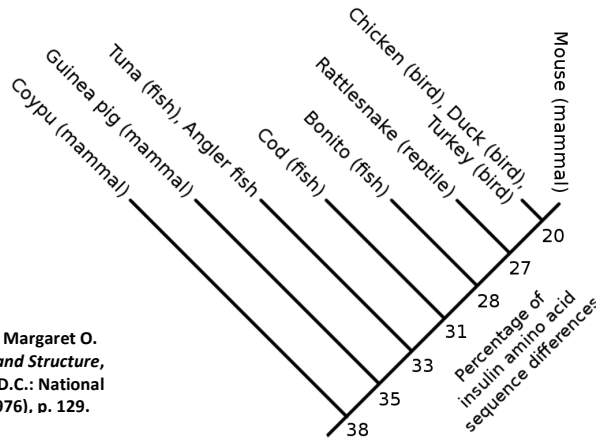 Coypu (mammal)
Guinea pig (mammal)
Tuna (fish), Angler fish
Cod (fish)
Bonito (fish)
Rattlesnake (reptile)
Chicken (bird), Duck (bird),
Turkey (bird)
Mouse (mammal)
20
27
28
31
33
35
38
Percentage of
insulin amino acid
sequence differences
Margaret O.
and Structure,
D.C.: National
976), p. 129.